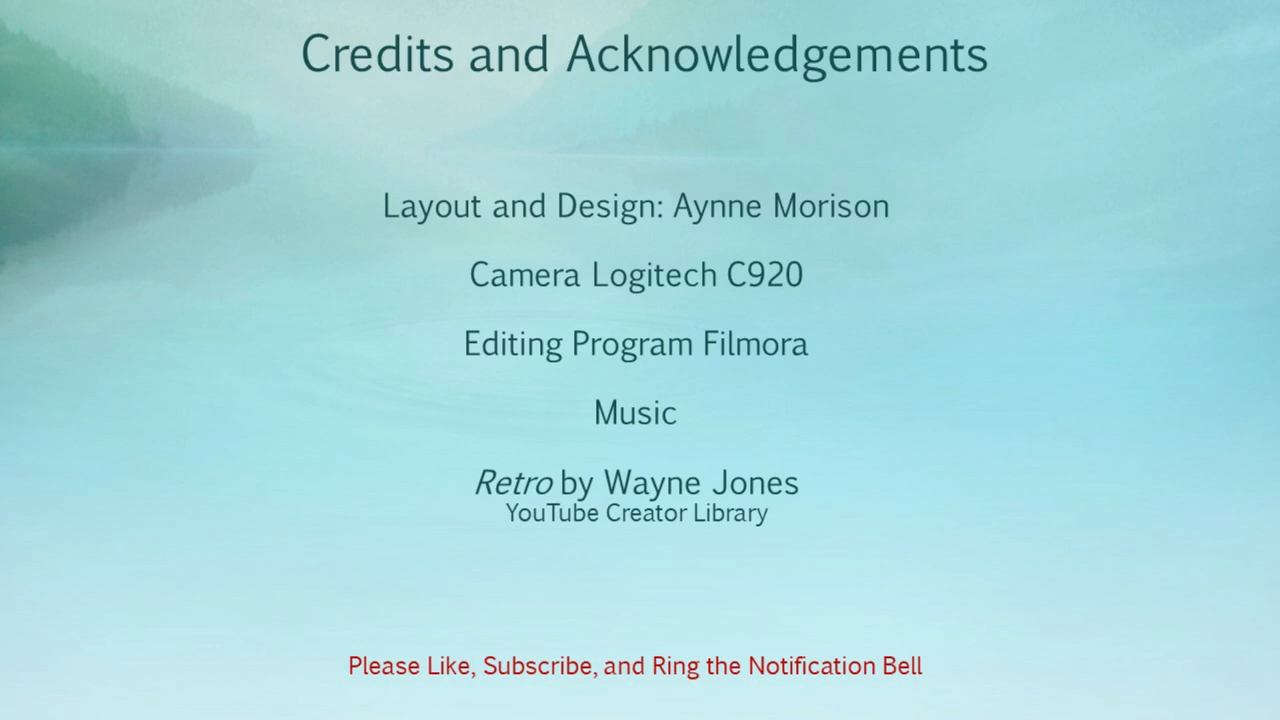 Credits and Acknowledgements
Layout and Design: Aynne Morison
Camera Logitech C920
Editing Program Filmora
Music
Retro by Wayne Jones
YouTube Creator Library
Please Like, Subscribe, and Ring the Notification Bell